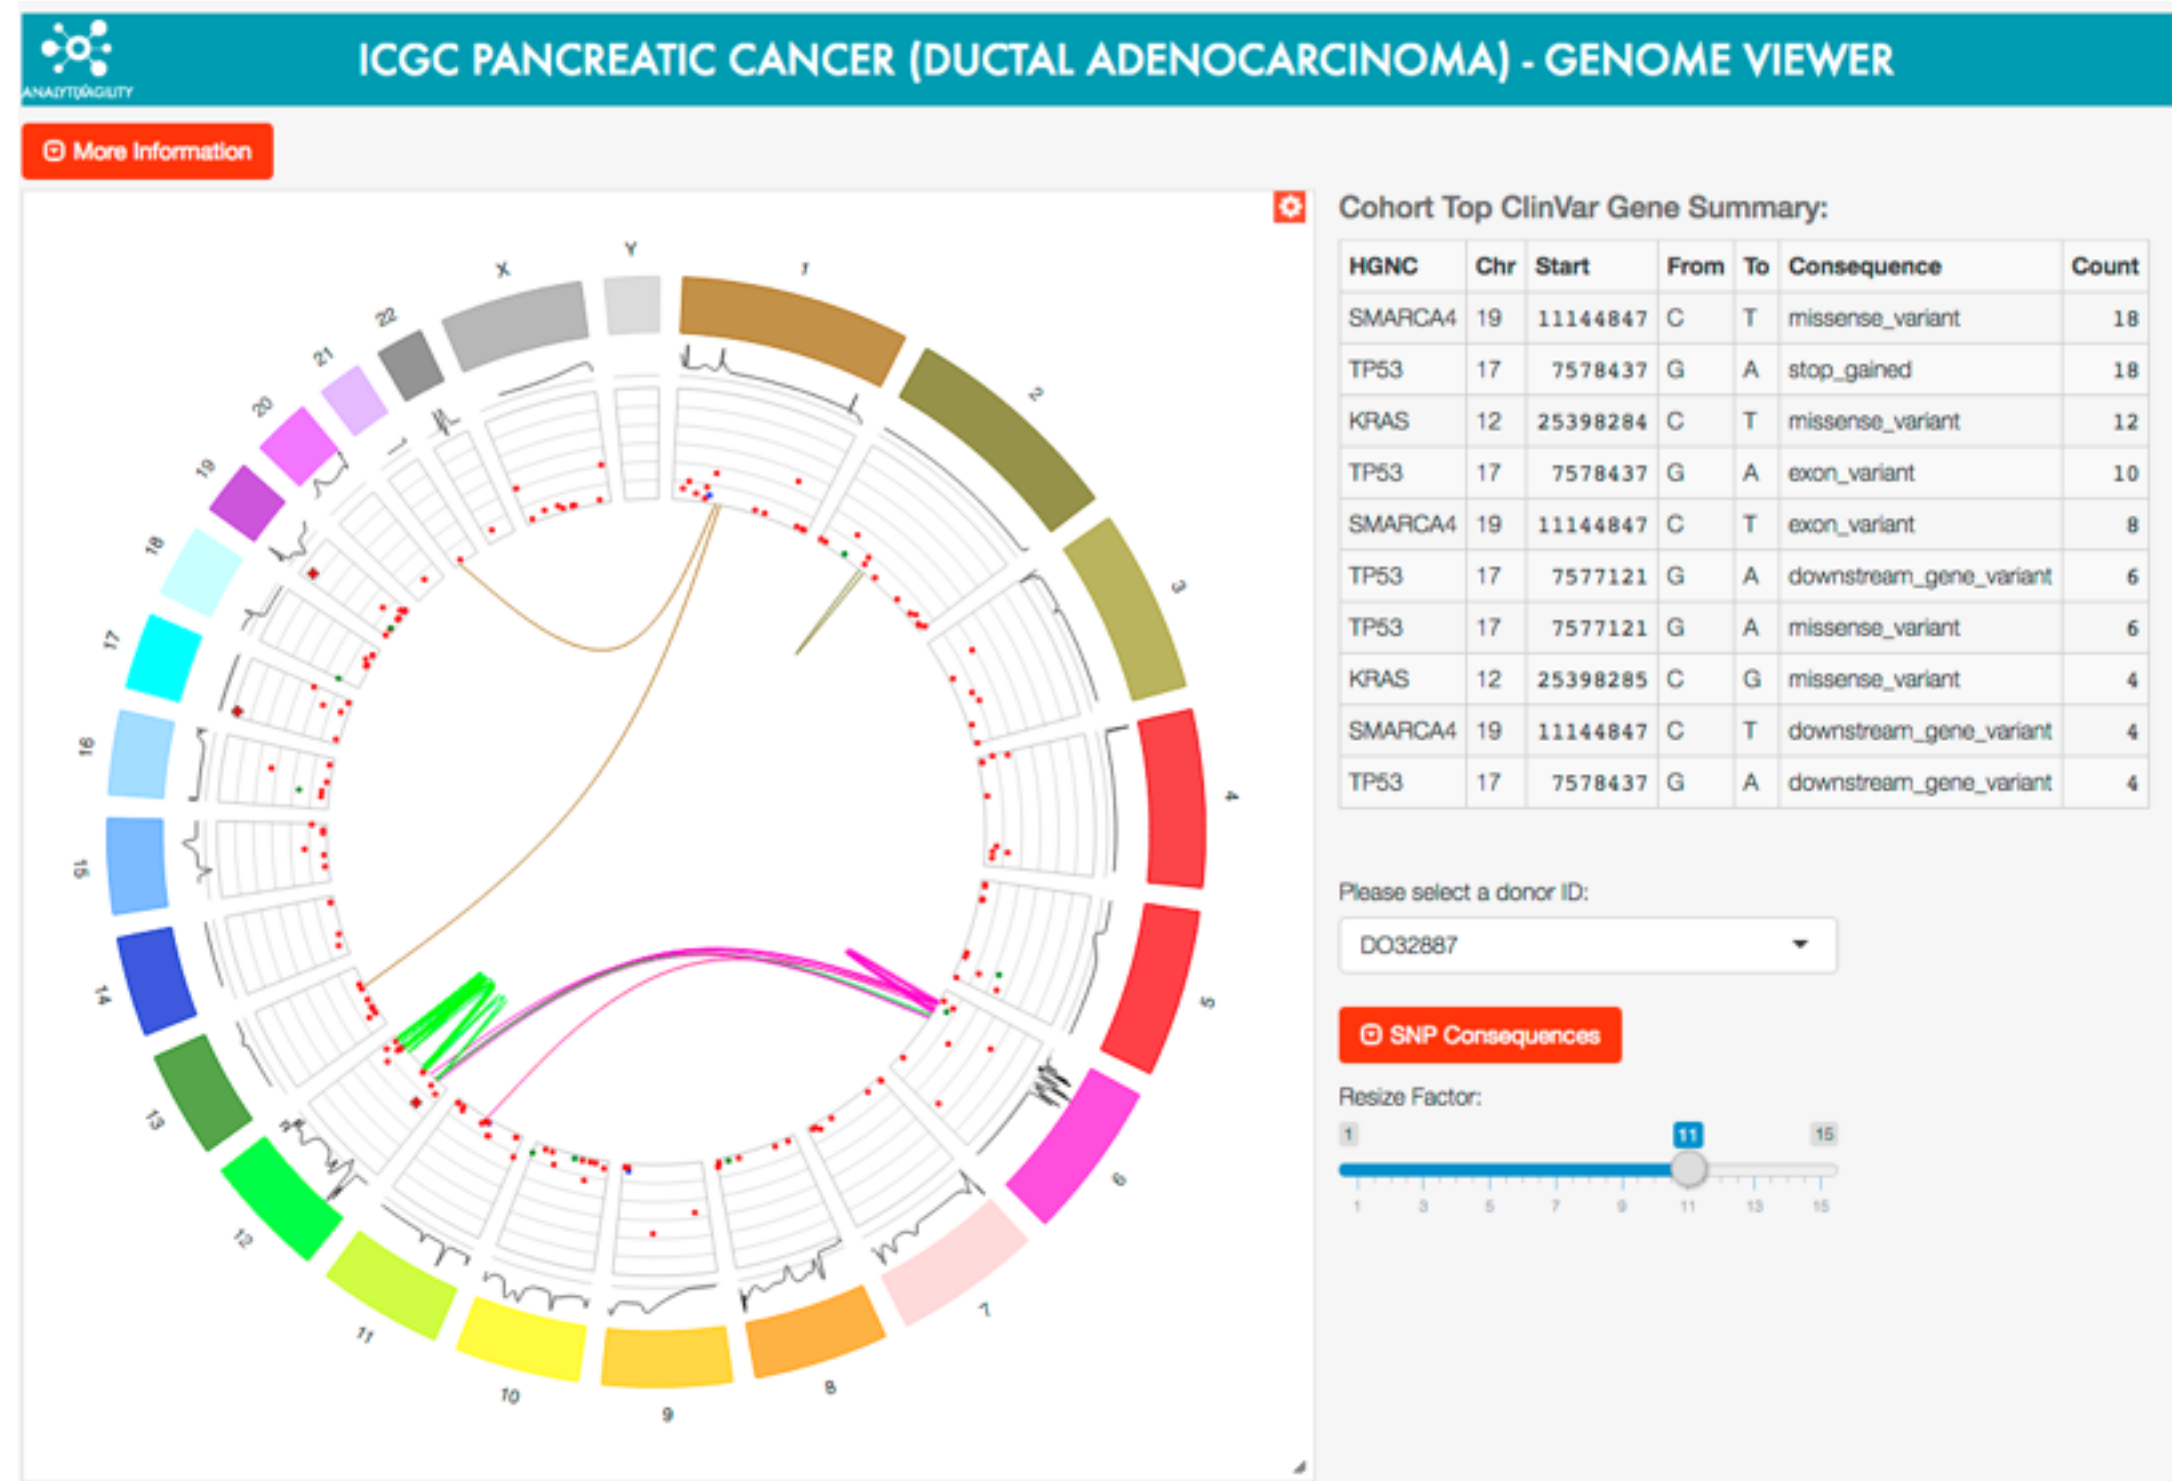 ICGC PANCREATIC CANCER (DUCTAL ADENOCARCINOMA) - GENOME VIEWER
More Information
Y
1
2
3
4
5
6
7
8
9
10
11
12
13
14
15
16
17
18
19
20
21
22
X
Cohort Top ClinVar Gene Summary:
HGNC Chr Start From To Consequence Count
SMARCA4 19 11144847 C T missense_variant 18
TP53 17 7578437 G A stop_gained 18
KRAS 12 25398284 C T missense_variant 12
TP53 17 7578437 G A exon_variant 10
SMARCA4 19 11144847 C T exon_variant 8
TP53 17 7577121 G A downstream_gene_variant 6
TP53 17 7577121 G A missense_variant 6
KRAS 12 25398285 C G missense_variant 4
SMARCA4 19 11144847 C T downstream_gene_variant 4
TP53 17 7578437 G A downstream_gene_variant 4
Please select a donor ID:
DO32887
SNP Consequences
Resize Factor:
1 11 15
1 3 5 7 9 11 13 15